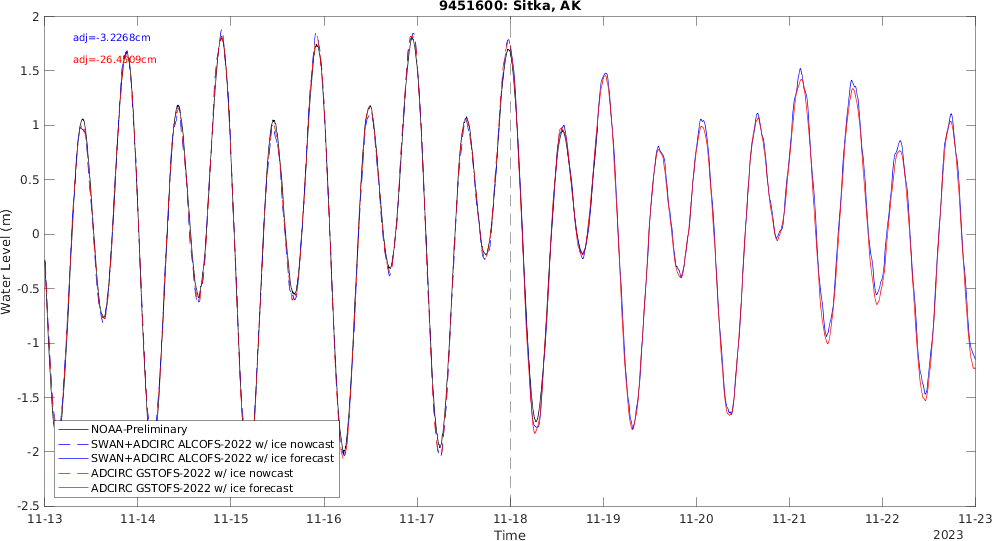 9451600: Sitka, AK
adj=-3.2268cm
adj=-26.4509cm
Water Level (m)
2
1.5
1
0.5
0
-0.5
-1
-1.5
-2
-2.5
NOAA-Preliminary
SWAN+ADCIRC ALCOFS-2022 w/ ice nowcast
SWAN+ADCIRC ALCOFS-2022 w/ ice forecast
ADCIRC GSTOFS-2022 w/ ice nowcast
ADCIRC GSTOFS-2022 w/ ice forecast
11-13 11-14 11-15 11-16 11-17 11-18 11-19 11-20 11-21 11-22 11-23
Time
2023